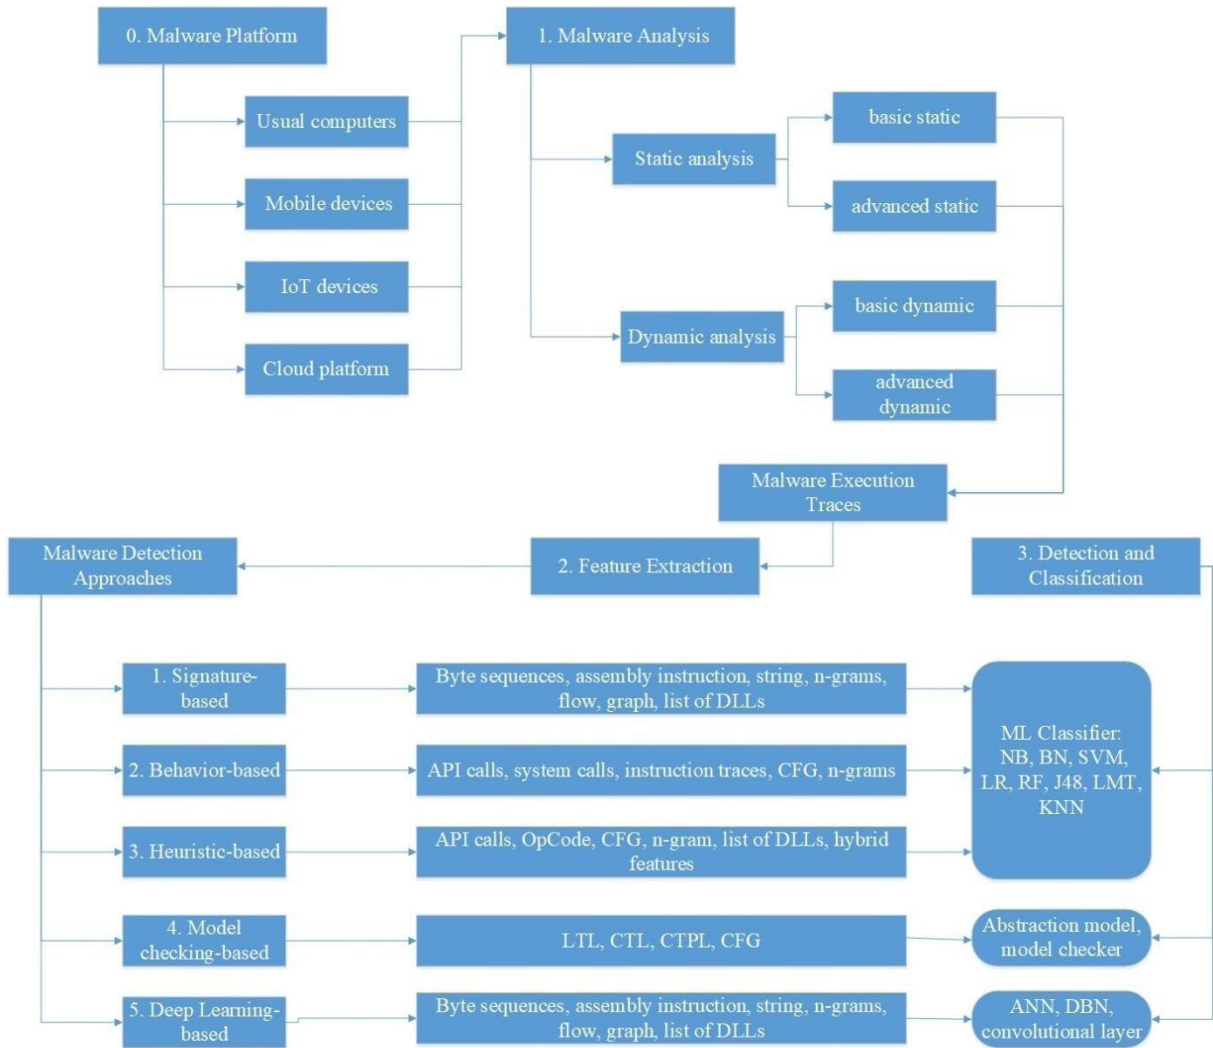 0. Malware Platform
1. Malware Analysis
Usual computers
Mobile devices
IoT devices
Cloud platform
Static analysis
basic static
advanced static
Dynamic analysis
basic dynamic
advanced
dynamic
Malware Execution
Traces
Malware Detection
Approaches
2. Feature Extraction
3. Detection and
Classification
1. Signature-
based
Byte sequences, assembly instruction, string, n-grams,
flow, graph, list of DLLs
2. Behavior-based
API calls, system calls, instruction traces, CFG, n-grams
3. Heuristic-based
API calls, OpCode, CFG, n-gram, list of DLLs, hybrid
features
ML Classifier:
NB, BN, SVM,
LR, RF, J48, LMT,
KNN
4. Model
checking-based
LTL, CTL, CTPL, CFG
Abstraction model,
model checker
5. Deep Learning-
based
Byte sequences, assembly instruction, string, n-grams,
flow, graph, list of DLLs
ANN, DBN,
convolutional layer